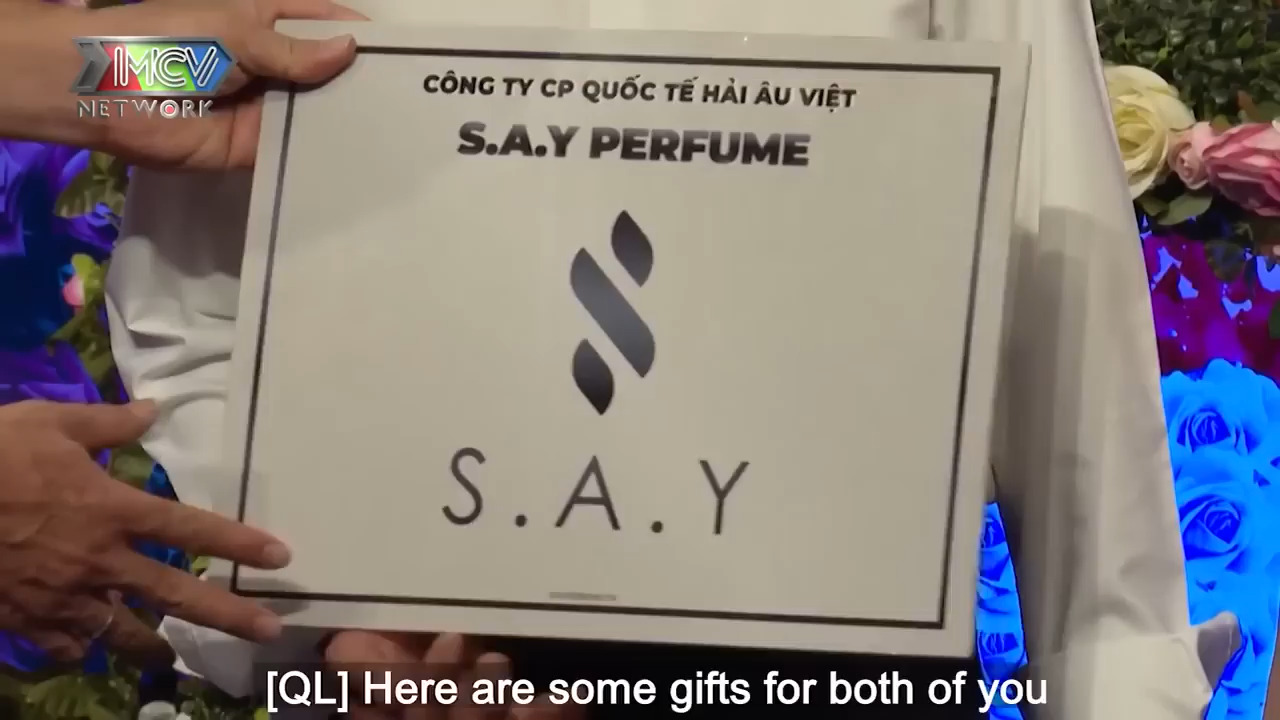 MCV
NETWORK
CÔNG TY CP QUỐC TẾ HẢI ÂU VIỆT
S.A.Y PERFUME
S.A.Y
[QL] Here are some gifts for both of you